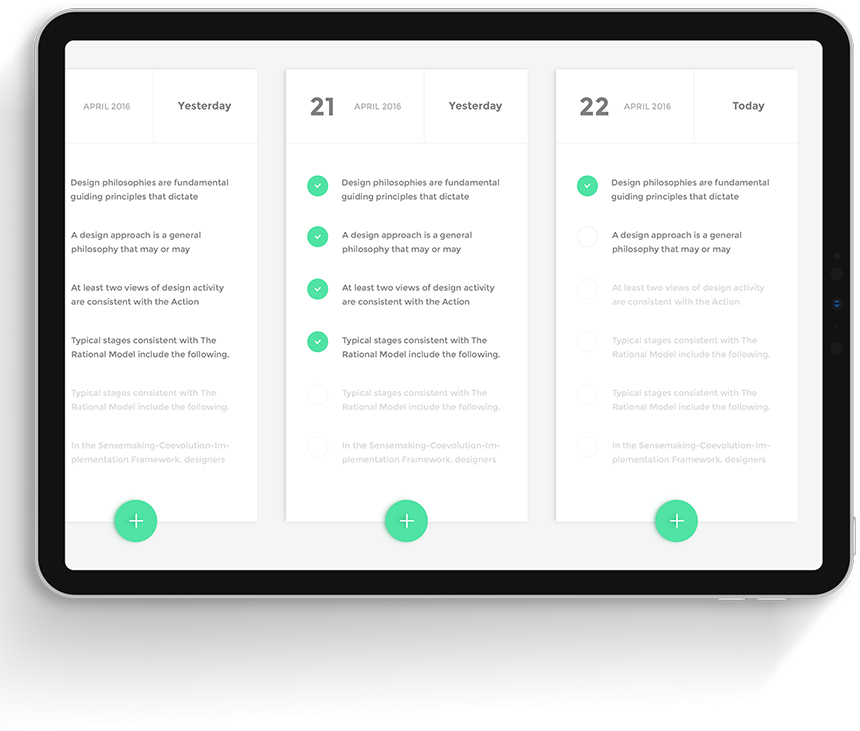 APRIL 2016 Yesterday
Design philosophies are fundamental
guiding principles that dictate
A design approach is a general
philosophy that may or may
At least two views of design activity
are consistent with the Action
Typical stages consistent with The
Rational Model include the following.
Typical stages consistent with The
Rational Model include the following.
In the Sensemaking-Coevolution-Im-
plementation Framework, designers
21 APRIL 2016 Yesterday
Design philosophies are fundamental
guiding principles that dictate
A design approach is a general
philosophy that may or may
At least two views of design activity
are consistent with the Action
Typical stages consistent with The
Rational Model include the following.
Typical stages consistent with The
Rational Model include the following.
In the Sensemaking-Coevolution-Im-
plementation Framework, designers
22 APRIL 2016 Today
Design philosophies are fundamental
guiding principles that dictate
A design approach is a general
philosophy that may or may
At least two views of design activity
are consistent with the Action
Typical stages consistent with The
Rational Model include the following.
Typical stages consistent with The
Rational Model include the following.
In the Sensemaking-Coevolution-Im-
plementation Framework, designers